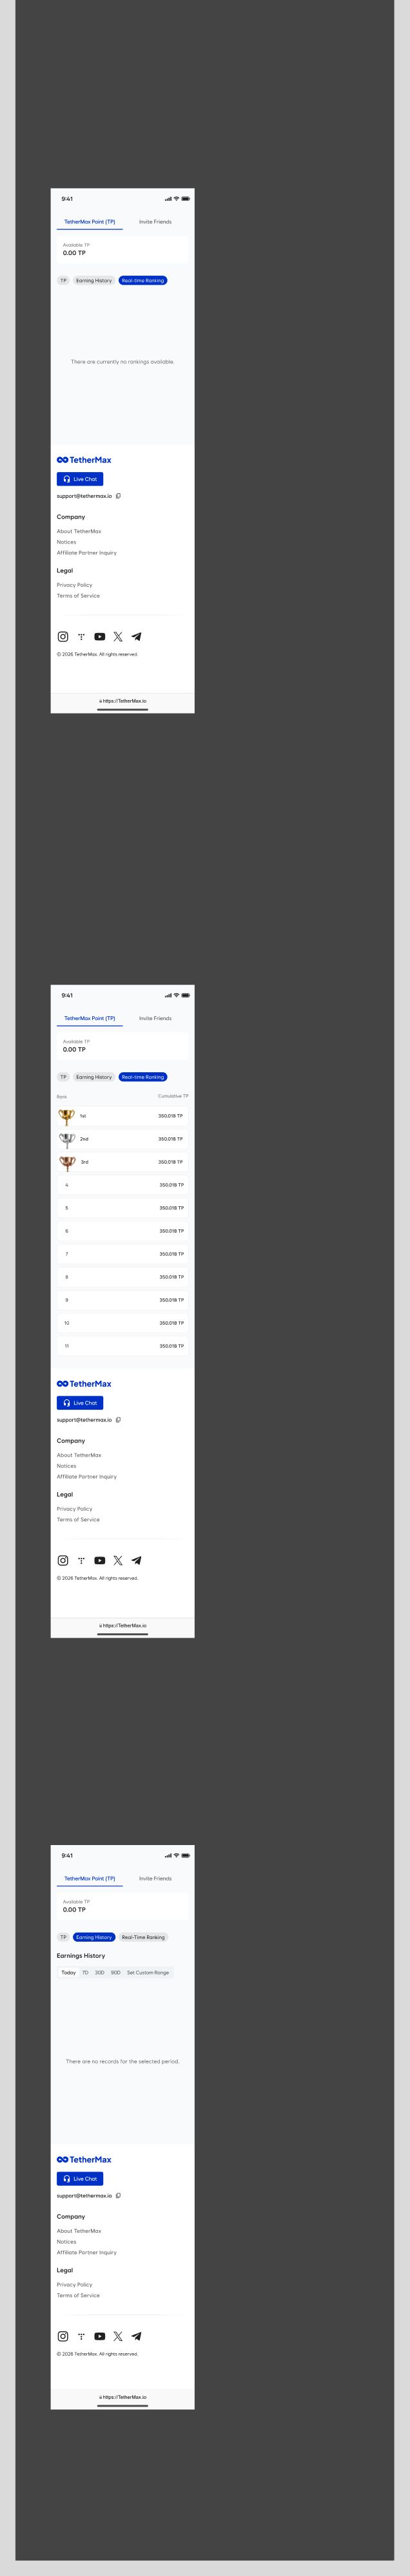 9:41
TetherMax Point (TP) Invite Friends
Available TP
0.00 TP
TP Earning History Real-time Ranking
There are currently no rankings available.
TetherMax
Live Chat
support@tethermax.io
Company
About TetherMax
Notices
Affiliate Partner Inquiry
Legal
Privacy Policy
Terms of Service
© 2026 TetherMax. All rights reserved.
https://TetherMax.io
9:41
TetherMax Point (TP) Invite Friends
Available TP
0.00 TP
TP Earning History Real-time Ranking
Rank Cumulative TP
1st 350.018 TP
2nd 350.018 TP
3rd 350.018 TP
4 350.018 TP
5 350.018 TP
6 350.018 TP
7 350.018 TP
8 350.018 TP
9 350.018 TP
10 350.018 TP
11 350.018 TP
TetherMax
Live Chat
support@tethermax.io
Company
About TetherMax
Notices
Affiliate Partner Inquiry
Legal
Privacy Policy
Terms of Service
© 2026 TetherMax. All rights reserved.
https://TetherMax.io
9:41
TetherMax Point (TP) Invite Friends
Available TP
0.00 TP
TP Earning History Real-Time Ranking
Earnings History
Today 7D 30D 90D Set Custom Range
There are no records for the selected period.
TetherMax
Live Chat
support@tethermax.io
Company
About TetherMax
Notices
Affiliate Partner Inquiry
Legal
Privacy Policy
Terms of Service
© 2026 TetherMax. All rights reserved.
https://TetherMax.io